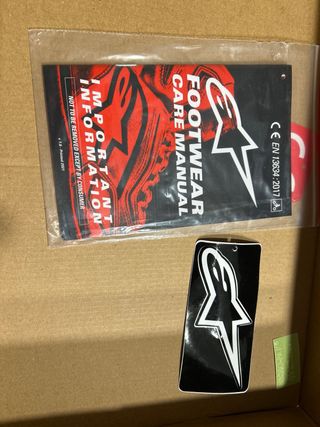 FOOTWEAR
CARE MANUAL
CE EN 13634:2017
IMPORTANT
INFORMATION
NOT TO BE REMOVED EXCEPT BY CONSUMER